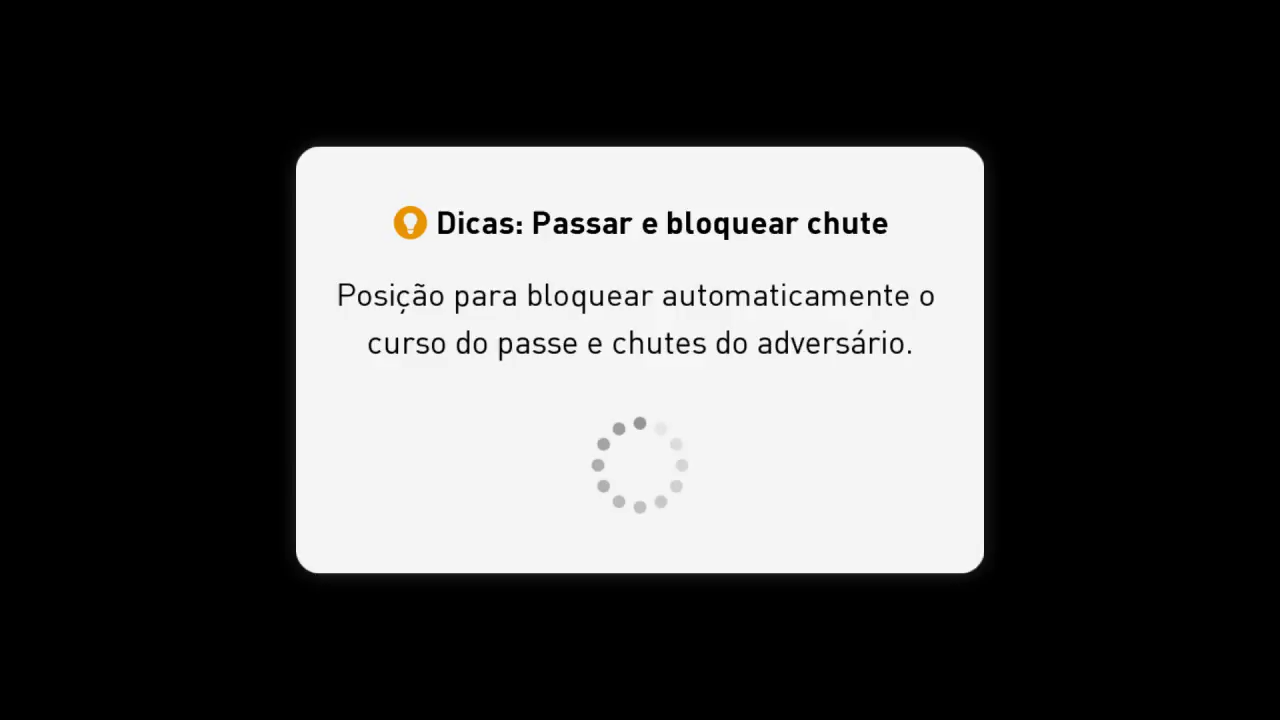 Dicas: Passar e bloquear chute
Posição para bloquear automaticamente o
curso do passe e chutes do adversário.